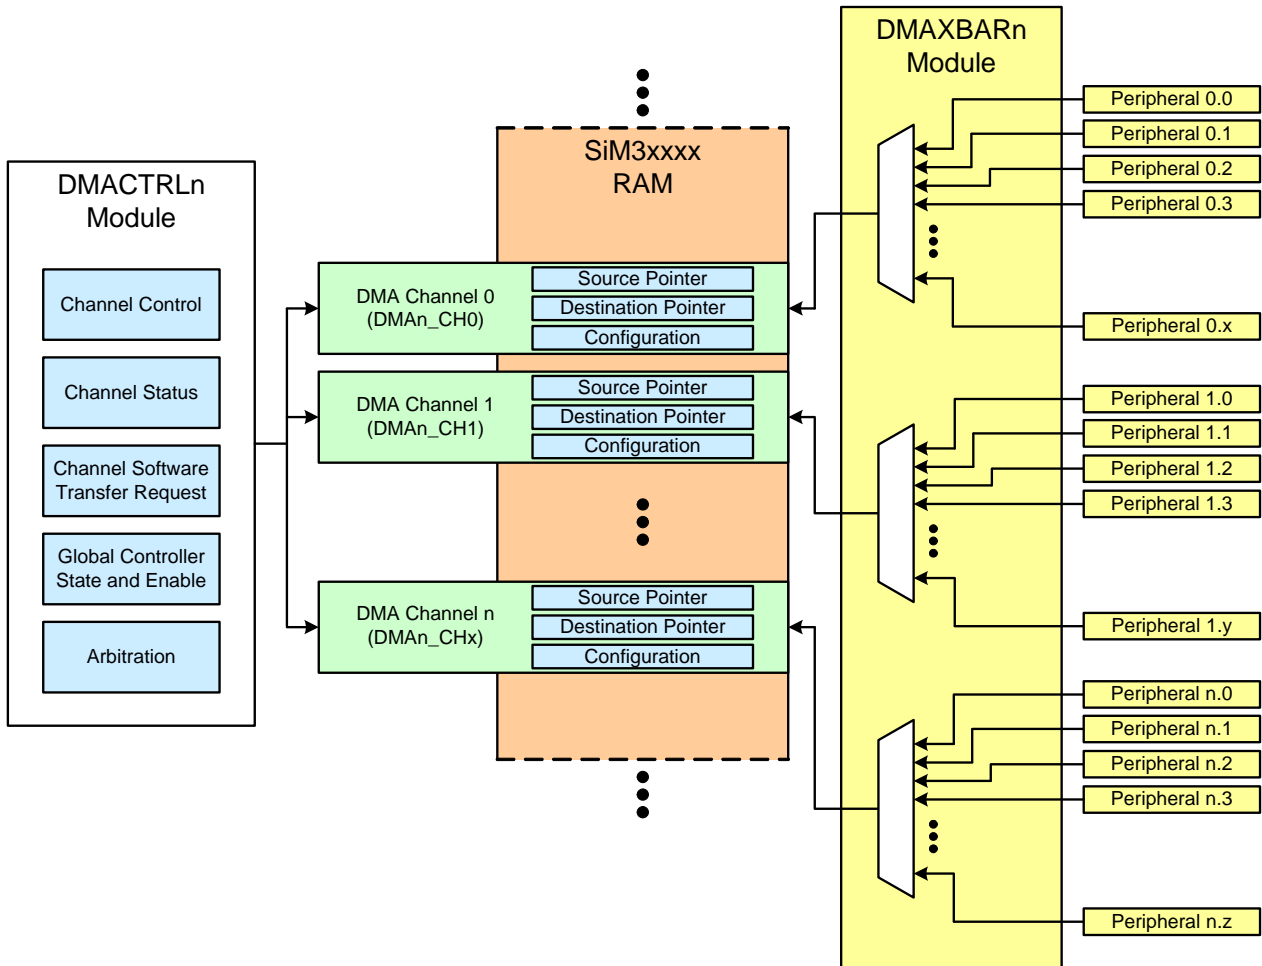 DMACTRLn
Module
Channel Control
Channel Status
Channel Software
Transfer Request
Global Controller
State and Enable
Arbitration
SiM3xxxx
RAM
DMA Channel 0
(DMAn_CH0)
Source Pointer
Destination Pointer
Configuration
DMA Channel 1
(DMAn_CH1)
Source Pointer
Destination Pointer
Configuration
DMA Channel n
(DMAn_CHx)
Source Pointer
Destination Pointer
Configuration
DMAXBARn
Module
Peripheral 0.0
Peripheral 0.1
Peripheral 0.2
Peripheral 0.3
Peripheral 0.x
Peripheral 1.0
Peripheral 1.1
Peripheral 1.2
Peripheral 1.3
Peripheral 1.y
Peripheral n.0
Peripheral n.1
Peripheral n.2
Peripheral n.3
Peripheral n.z